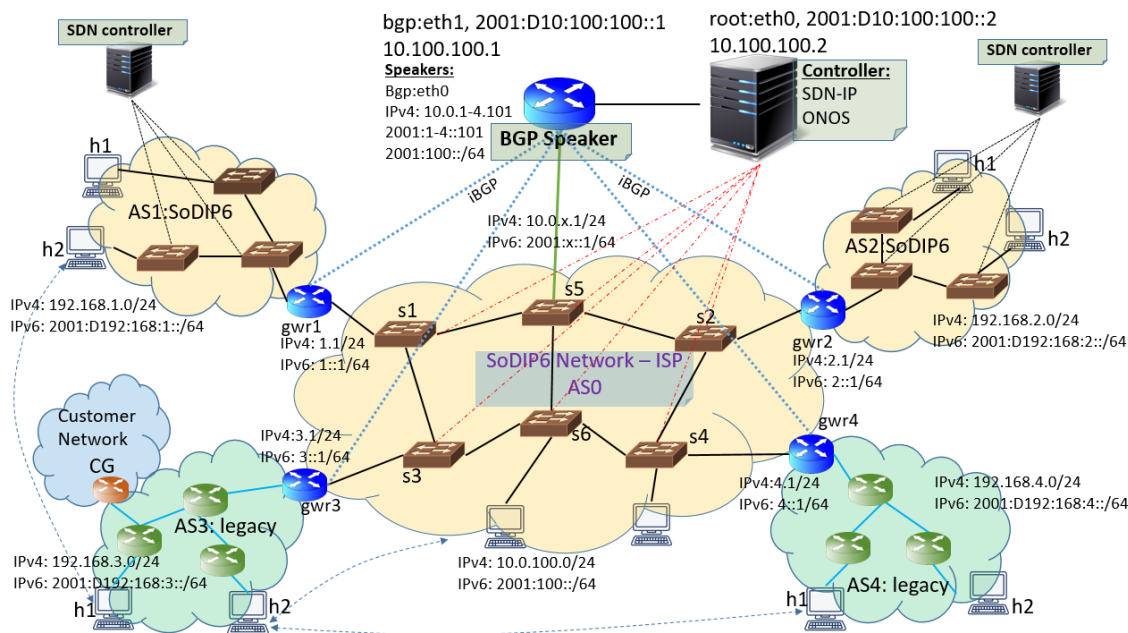 SDN controller
bgp:eth1, 2001:D10:100:100::1
10.100.100.1
Speakers:
Bgp:eth0
IPv4: 10.0.1-4.101
2001:1-4::101
2001:100::/64
BGP Speaker
root:eth0, 2001:D10:100:100::2
10.100.100.2
Controller:
SDN-IP
ONOS
SDN controller
h1
AS1:SoDIP6
h2
IPv4: 192.168.1.0/24
IPv6: 2001:D192:168:1::/64
iBGP
iBGP
IPv4: 10.0.x.1/24
IPv6: 2001:x::1/64
h1
AS2:SoDIP6
h2
IPv4: 192.168.2.0/24
IPv6: 2001:D192:168:2::/64
gwr1
IPv4: 1.1/24
IPv6: 1::1/64
s1
s5
s2
gwr2
IPv4:2.1/24
IPv6: 2::1/64
SoDIP6 Network – ISP
AS0
Customer
Network
CG
IPv4:3.1/24
IPv6: 3::1/64
gwr3
s3
s6
s4
gwr4
IPv4:4.1/24
IPv6: 4::1/64
AS3: legacy
IPv4: 192.168.3.0/24
IPv6: 2001:D192:168:3::/64
h1
h2
IPv4: 10.0.100.0/24
IPv6: 2001:100::/64
IPv4: 192.168.4.0/24
IPv6: 2001:D192:168:4::/64
AS4: legacy
h1
h2